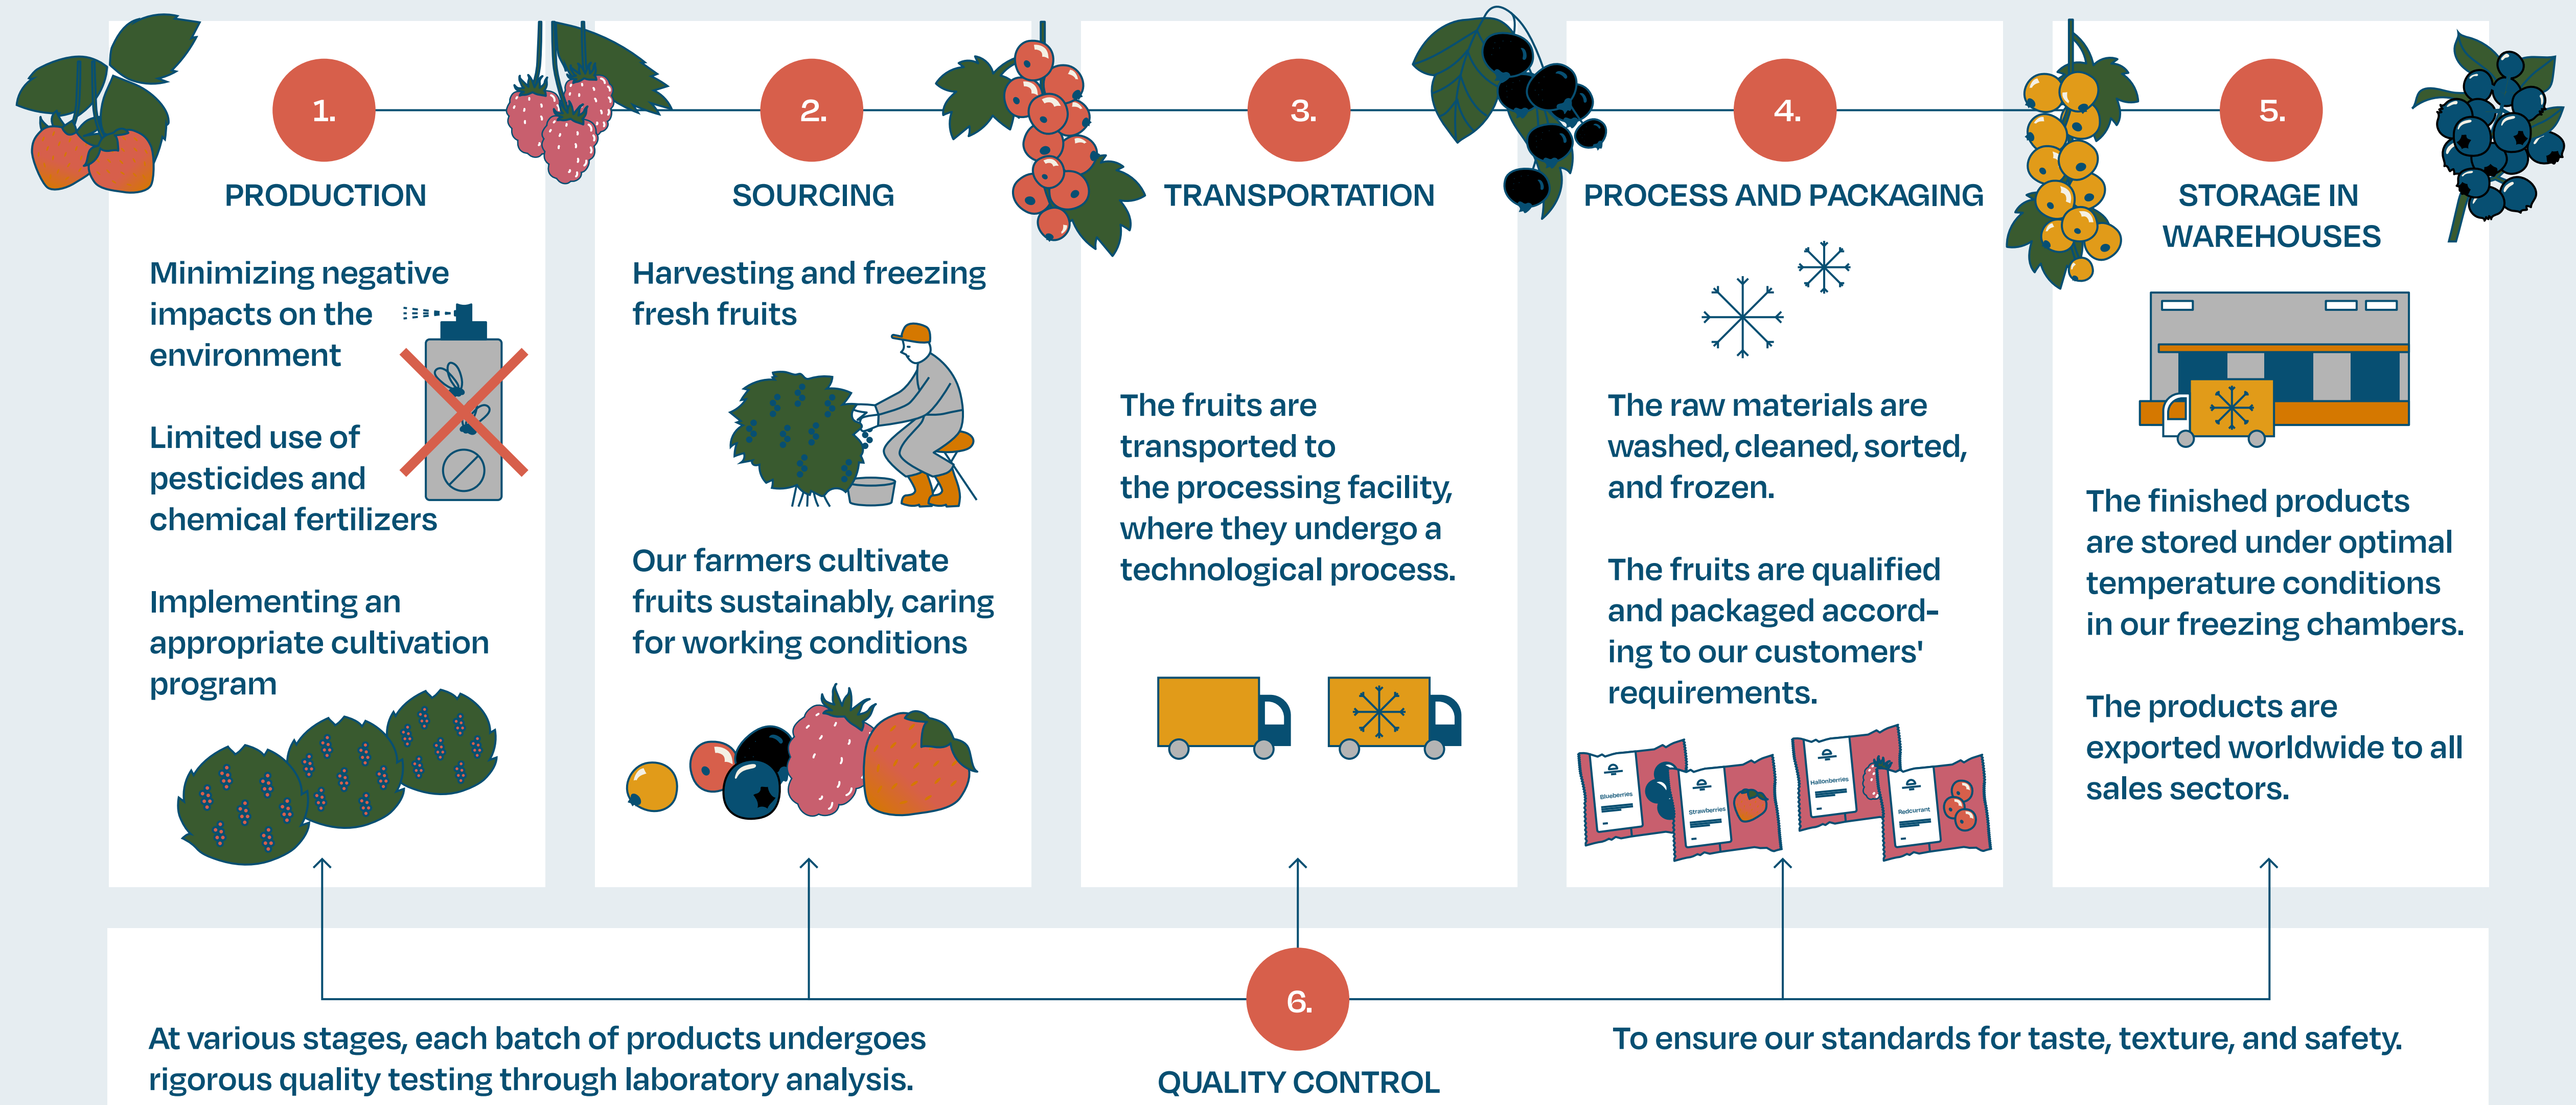 1.
PRODUCTION
Minimizing negative
impacts on the
environment
Limited use of
pesticides and
chemical fertilizers
Implementing an
appropriate cultivation
program
2.
SOURCING
Harvesting and freezing
fresh fruits
Our farmers cultivate
fruits sustainably, caring
for working conditions
3.
TRANSPORTATION
The fruits are
transported to
the processing facility,
where they undergo a
technological process.
4.
PROCESS AND PACKAGING
The raw materials are
washed, cleaned, sorted,
and frozen.
The fruits are qualified
and packaged accord-
ing to our customers'
requirements.
Blueberries
Strawberries
Hallonberries
Redcurrant
5.
STORAGE IN
WAREHOUSES
The finished products
are stored under optimal
temperature conditions
in our freezing chambers.
The products are
exported worldwide to all
sales sectors.
6.
QUALITY CONTROL
At various stages, each batch of products undergoes
rigorous quality testing through laboratory analysis.
To ensure our standards for taste, texture, and safety.